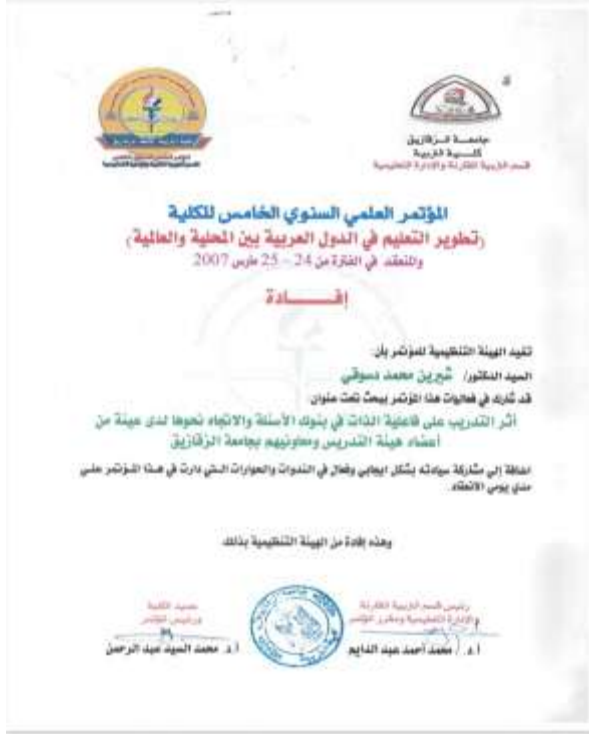 جامعة الزقازيق
كلية التربية
قسم التربية المقارنة والإدارة التعليمية
المؤتمر العلمي السنوي الخامس للكلية
(تطوير التعليم في الدول العربية بين المحلية والعالمية)
والمنعقد في الفترة من 24 - 25 مارس 2007
إفــــــادة
تفيد الهيئة التنظيمية للمؤتمر بأن:
السيد الدكتور/ شيرين محمد دسوقي
قد شارك في فعاليات هذا المؤتمر ببحث تحت عنوان:
أثر التدريب على فاعلية الذات في بنوك الأسئلة والاتجاه نحوها لدى عينة من
أعضاء هيئة التدريس ومعاونيهم بجامعة الزقازيق
اضافة إلى مشاركة سيادته بشكل ايجابي وفعال في الندوات والحوارات التي دارت في هذا المؤتمر على
مدى يومي الانعقاد.
وهذه إفادة من الهيئة التنظيمية بذلك
رئيس قسم التربية المقارنة
والإدارة التعليمية ومقرر المؤتمر
أ.د. / محمد أحمد عبد الدايم
عميد الكلية
ورئيس المؤتمر
أ.د. محمد السيد عبد الرحمن